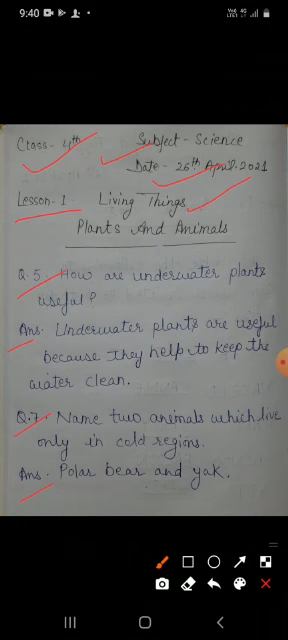 9:40
4G
Class - 4th Subject - Science
Date - 26th April 2021
Lesson - 1 Living Things
Plants And Animals
Q.5. How are underwater plants
useful?
Ans. Underwater plants are useful
because they help to keep the
water clean.
Q.7. Name two animals which live
only in cold regions.
Ans. Polar bear and yak.